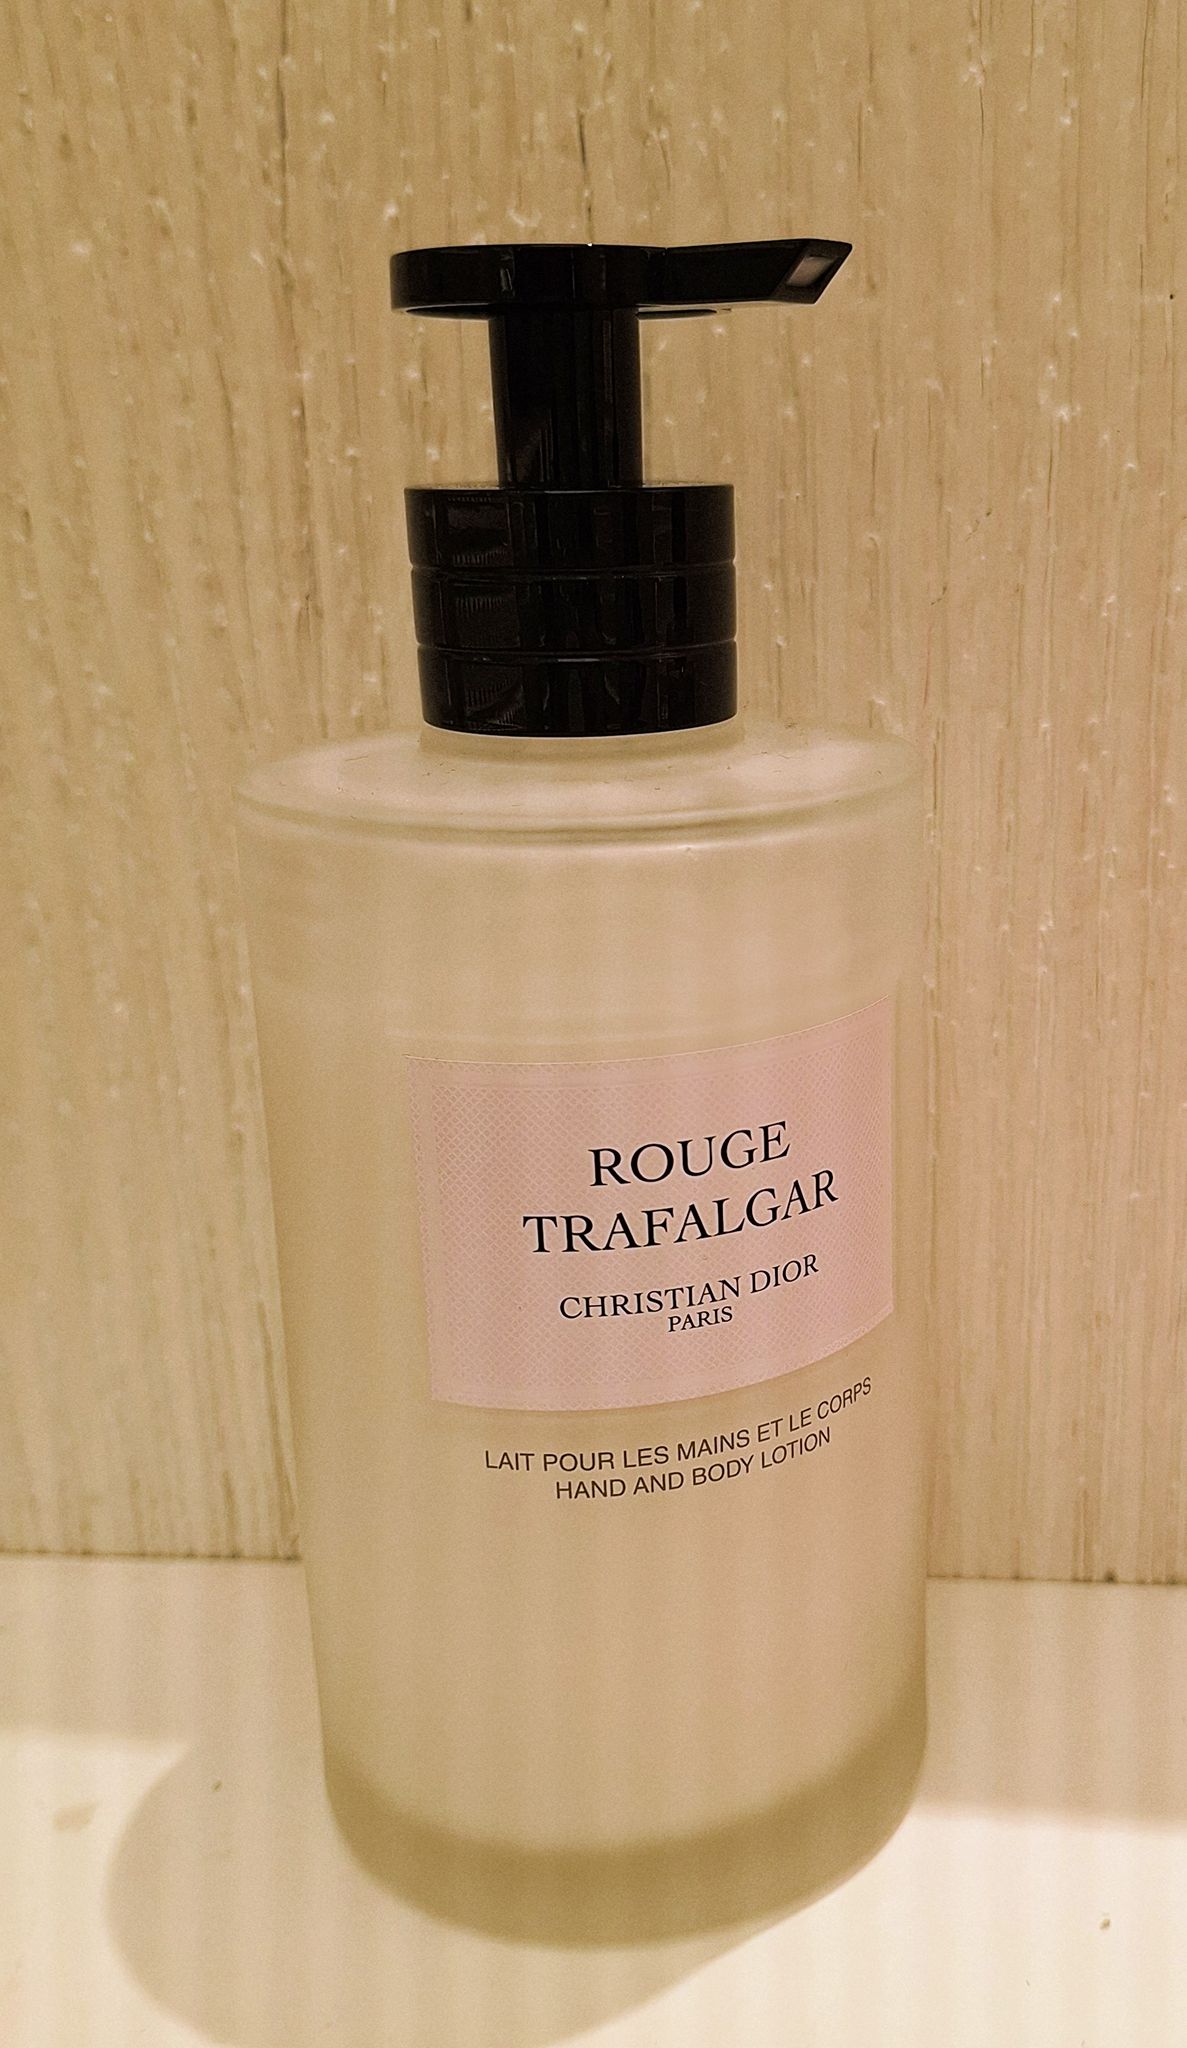 ROUGE
TRAFALGAR
CHRISTIAN DIOR
PARIS
LAIT POUR LES MAINS ET LE CORPS
HAND AND BODY LOTION